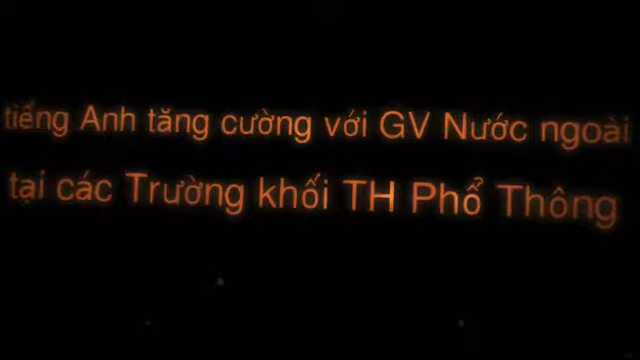 tiếng Anh tăng cường với GV Nước ngoài
tại các Trường khối TH Phổ Thông